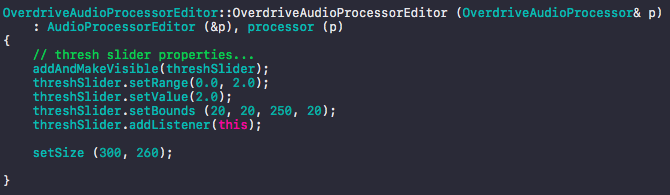 OverdriveAudioProcessorEditor::OverdriveAudioProcessorEditor (OverdriveAudioProcessor& p)
    : AudioProcessorEditor (&p), processor (p)
{
    // thresh slider properties...
    addAndMakeVisible(threshSlider);
    threshSlider.setRange(0.0, 2.0);
    threshSlider.setValue(2.0);
    threshSlider.setBounds (20, 20, 250, 20);
    threshSlider.addListener(this);

    setSize (300, 260);

}